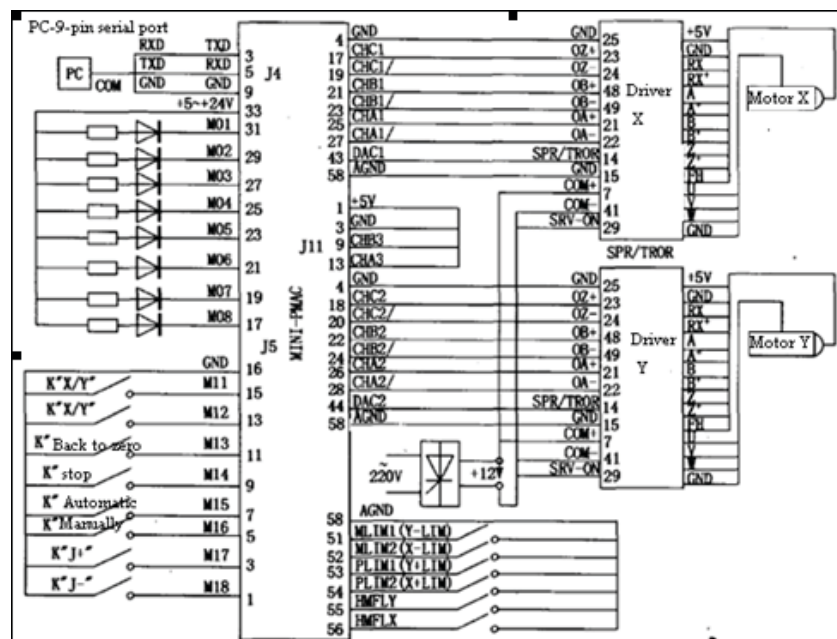 PC-9-pin serial port
RXD TXD 3
PC TXD RXD 5
COM GND GND 9
J4
+5~+24V 33
M01 31
M02 29
M03 27
M04 25
M05 23
M06 21
M07 19
M08 17
J5
MINI-PMAC
J11
GND 16
K"X/Y" M11 15
K"X/Y" M12 13
K"Back to zero M13 11
K"stop M14 9
K"Automatic M15 7
K"Manually M16 5
K"J+" M17 3
K"J-" M18 1
4 GND GND 25
17 CHC1 OZ+ 23
19 CHC1/ OZ- 24
21 CHB1 OB+ 48
23 CHB1/ OB- 49
25 CHA1 OA+ 21
27 CHA1/ OA- 22
43 DAC1 SPR/TROR 14
58 AGND GND 15
COM+ 7
COM- 41
SRV-ON 29
Driver
X
+5V
GND
RX
RX*
A
A*
B
B*
Z
Z*
FH
U
V
W
GND
Motor X
1 +5V
3 GND
9 CHB3
13 CHA3
SPR/TROR
4 GND GND 25
18 CHC2 OZ+ 23
20 CHC2/ OZ- 24
22 CHB2 OB+ 48
24 CHB2/ OB- 49
26 CHA2 OA+ 21
28 CHA2/ OA- 22
44 DAC2 SPR/TROR 14
58 AGND GND 15
COM+ 7
COM- 41
SRV-ON 29
Driver
Y
+5V
GND
RX
RX*
A
A*
B
B*
Z
Z*
FH
U
V
W
GND
Motor Y
~
220V +12V
58 AGND
51 MLIM1(Y-LIM)
52 MLIM2(X-LIM)
53 PLIM1(Y+LIM)
54 PLIM2(X+LIM)
55 HMFLY
56 HMFLX